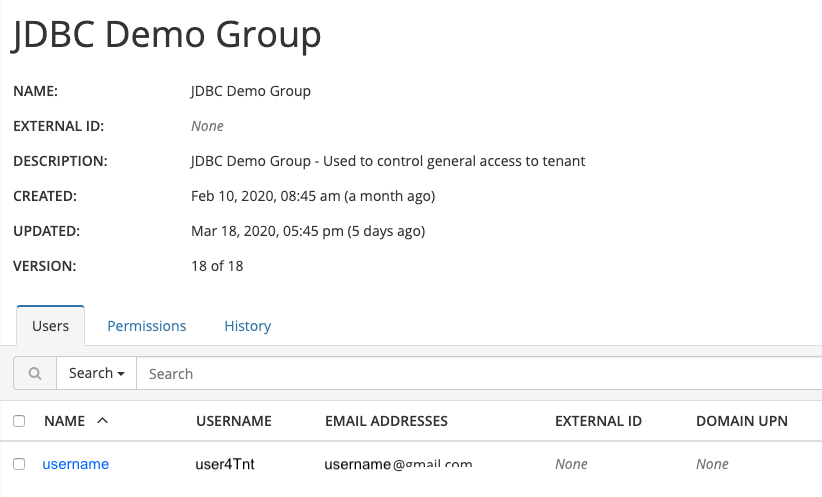 JDBC Demo Group
NAME: JDBC Demo Group
EXTERNAL ID: None
DESCRIPTION: JDBC Demo Group - Used to control general access to tenant
CREATED: Feb 10, 2020, 08:45 am (a month ago)
UPDATED: Mar 18, 2020, 05:45 pm (5 days ago)
VERSION: 18 of 18
Users Permissions History
Search Search
NAME USERNAME EMAIL ADDRESSES EXTERNAL ID DOMAIN UPN
username user4Tnt username@gmail.com None None